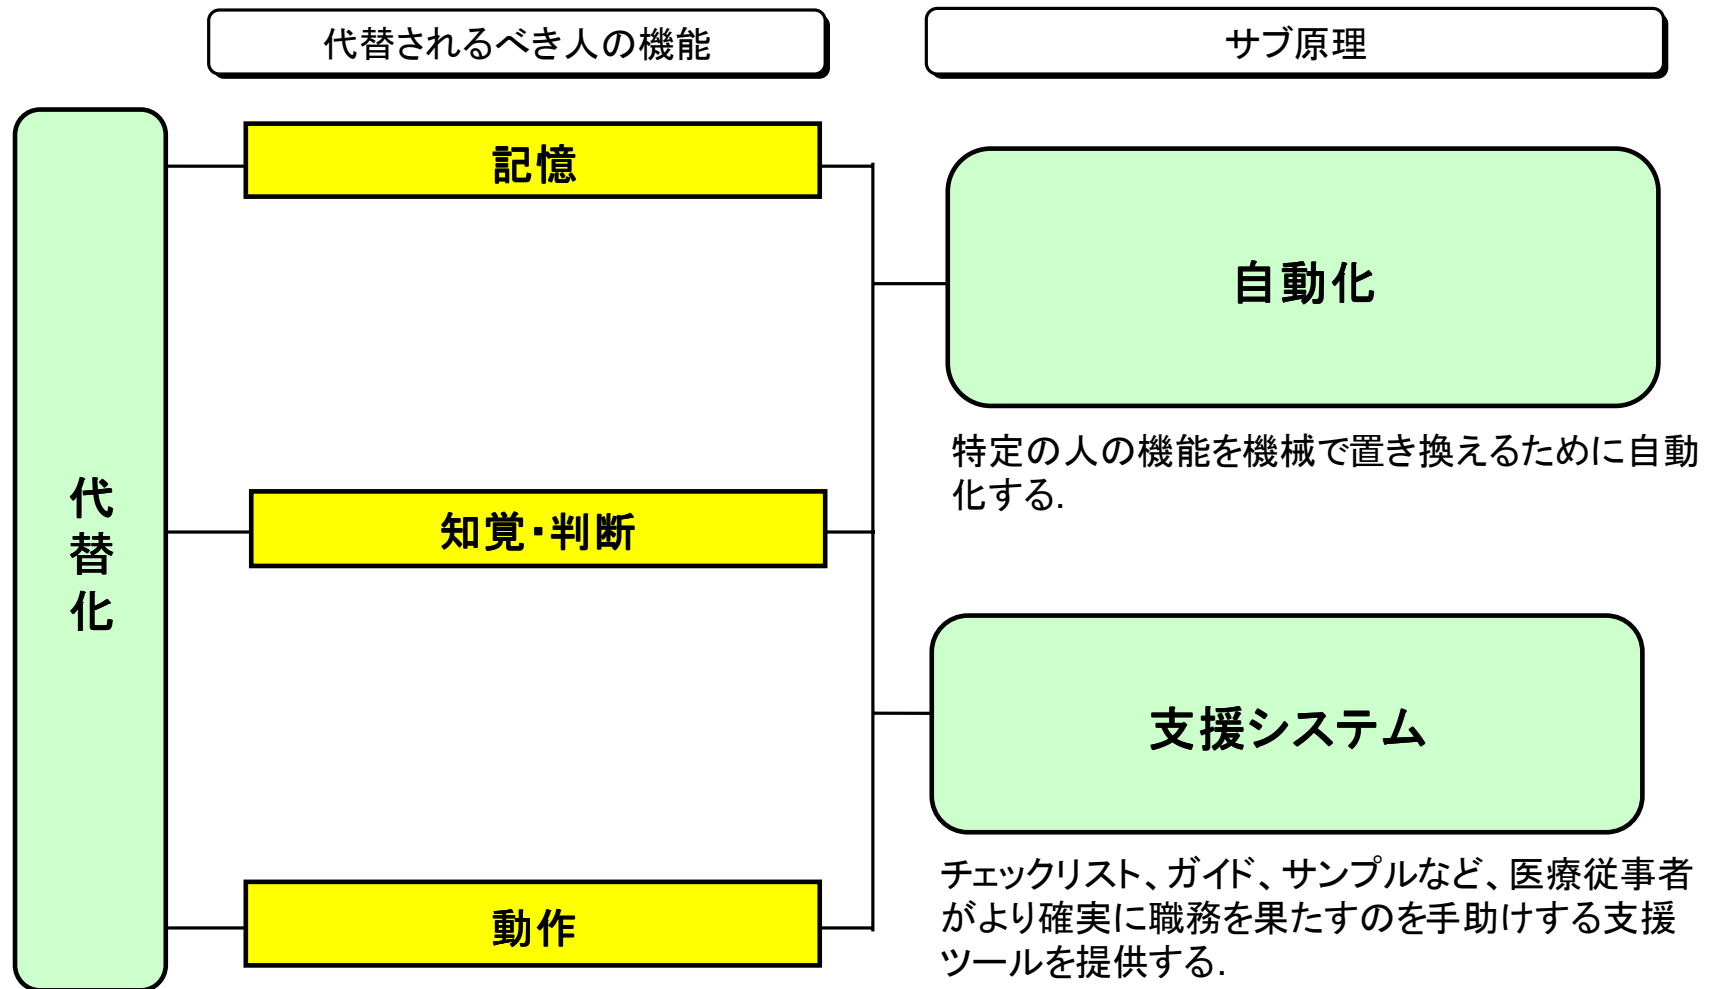 代替されるべき人の機能
サブ原理
代替化
記憶
知覚・判断
動作
自動化
特定の人の機能を機械で置き換えるために自動
化する.
支援システム
チェックリスト、ガイド、サンプルなど、医療従事者
がより確実に職務を果たすのを手助けする支援
ツールを提供する.